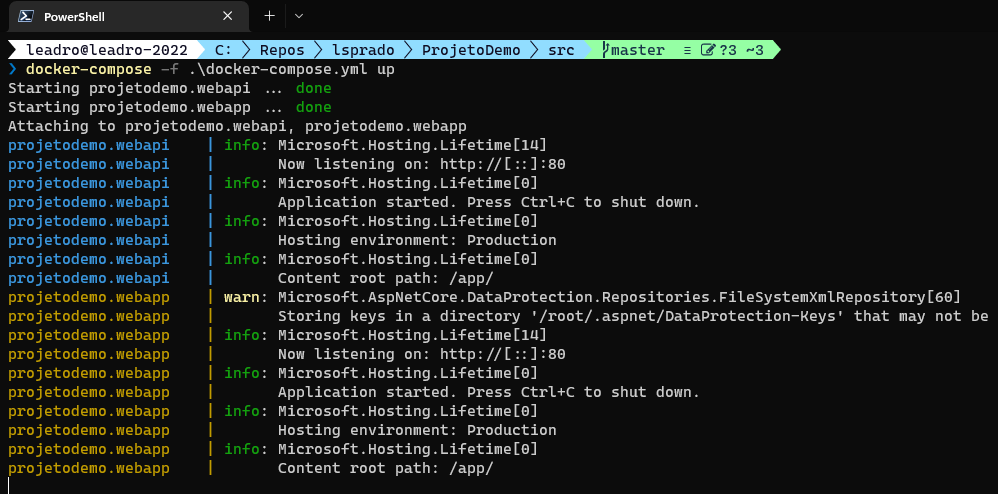 PowerShell
leadro@leadro-2022 C: Repos lsprado ProjetoDemo src master ≡ ?3 ~3
❯ docker-compose -f .\docker-compose.yml up
Starting projetodemo.webapi ... done
Starting projetodemo.webapp ... done
Attaching to projetodemo.webapi, projetodemo.webapp
projetodemo.webapi    | info: Microsoft.Hosting.Lifetime[14]
projetodemo.webapi    |       Now listening on: http://[::]:80
projetodemo.webapi    | info: Microsoft.Hosting.Lifetime[0]
projetodemo.webapi    |       Application started. Press Ctrl+C to shut down.
projetodemo.webapi    | info: Microsoft.Hosting.Lifetime[0]
projetodemo.webapi    |       Hosting environment: Production
projetodemo.webapi    | info: Microsoft.Hosting.Lifetime[0]
projetodemo.webapi    |       Content root path: /app/
projetodemo.webapp    | warn: Microsoft.AspNetCore.DataProtection.Repositories.FileSystemXmlRepository[60]
projetodemo.webapp    |       Storing keys in a directory '/root/.aspnet/DataProtection-Keys' that may not be
projetodemo.webapp    | info: Microsoft.Hosting.Lifetime[14]
projetodemo.webapp    |       Now listening on: http://[::]:80
projetodemo.webapp    | info: Microsoft.Hosting.Lifetime[0]
projetodemo.webapp    |       Application started. Press Ctrl+C to shut down.
projetodemo.webapp    | info: Microsoft.Hosting.Lifetime[0]
projetodemo.webapp    |       Hosting environment: Production
projetodemo.webapp    | info: Microsoft.Hosting.Lifetime[0]
projetodemo.webapp    |       Content root path: /app/